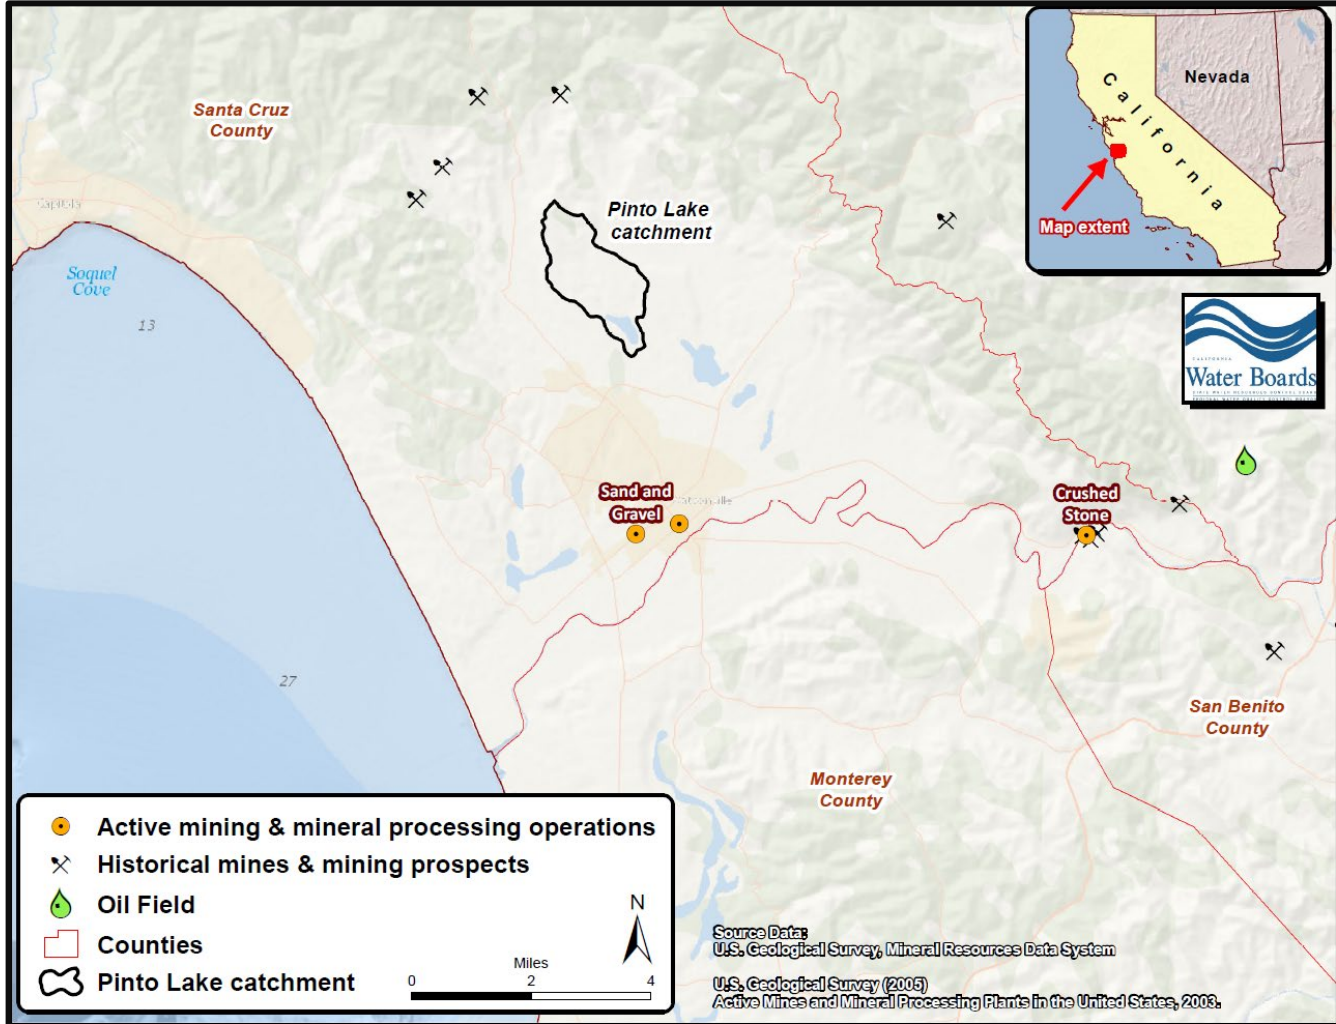 Santa Cruz
County
Capitola
Soquel
Cove
13
27
Pinto Lake
catchment
Sand and
Gravel
Crushed
Stone
San Benito
County
Monterey
County
California
Nevada
Map extent
CALIFORNIA
Water Boards
Active mining & mineral processing operations
Historical mines & mining prospects
Oil Field
Counties
Pinto Lake catchment
N
Miles
0 2 4
Source Data:
U.S. Geological Survey, Mineral Resources Data System
U.S. Geological Survey (2005)
Active Mines and Mineral Processing Plants in the United States, 2003.